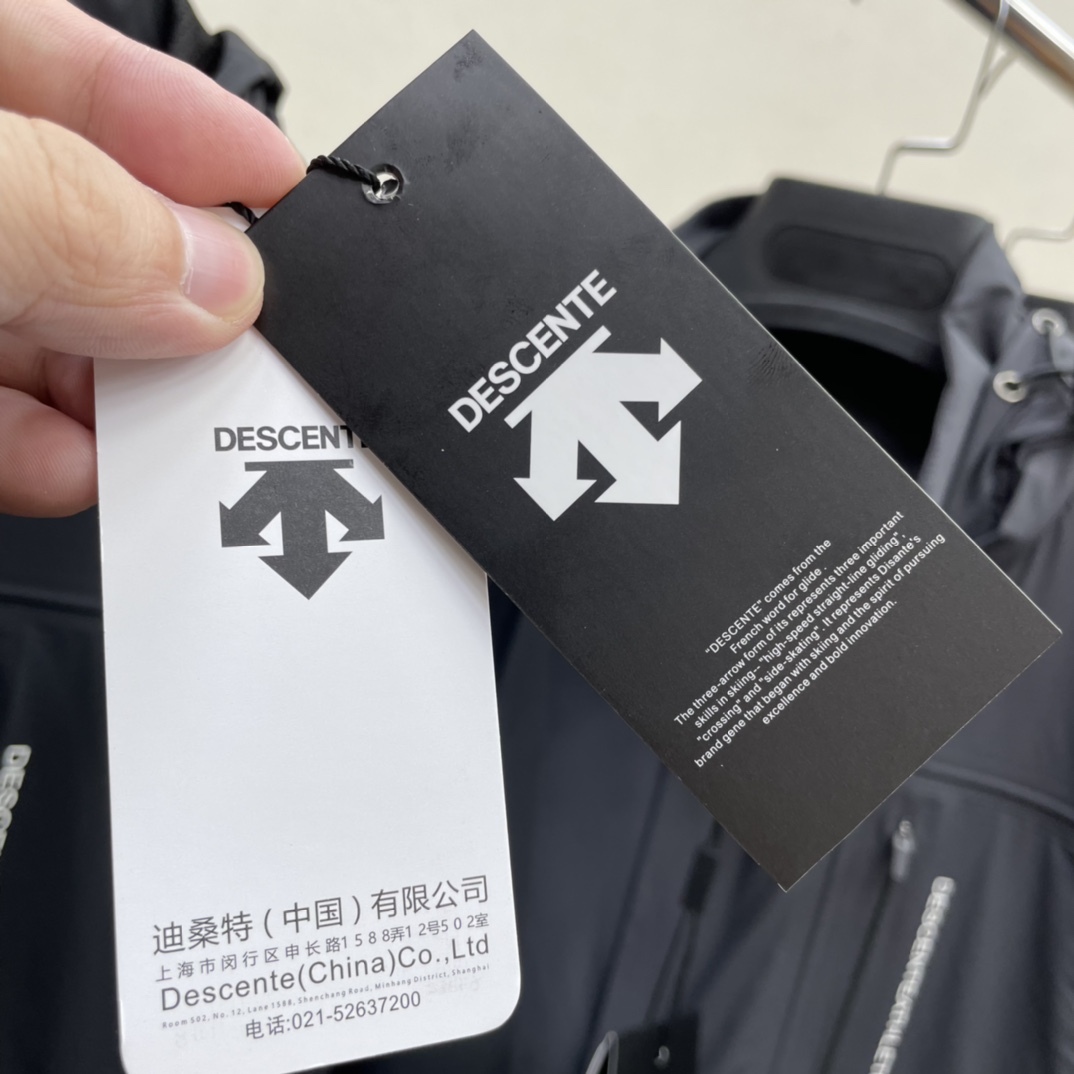 DESCENTE
"DESCENTE" comes from the
French word for glide .
The three-arrow form of its represents three important
skills in skiing-- "high-speed straight-line gliding",
"crossing" and "side-skating". It represents Disante's
brand gene that began with skiing and the spirit of pursuing
excellence and bold innovation.
DESCENTE
迪桑特(中国)有限公司
上海市闵行区申长路1588弄12号502室
Descente(China)Co.,Ltd
Room 502, No. 12, Lane 1588, Shenchang Road, Minhang District, Shanghai
电话:021-52637200